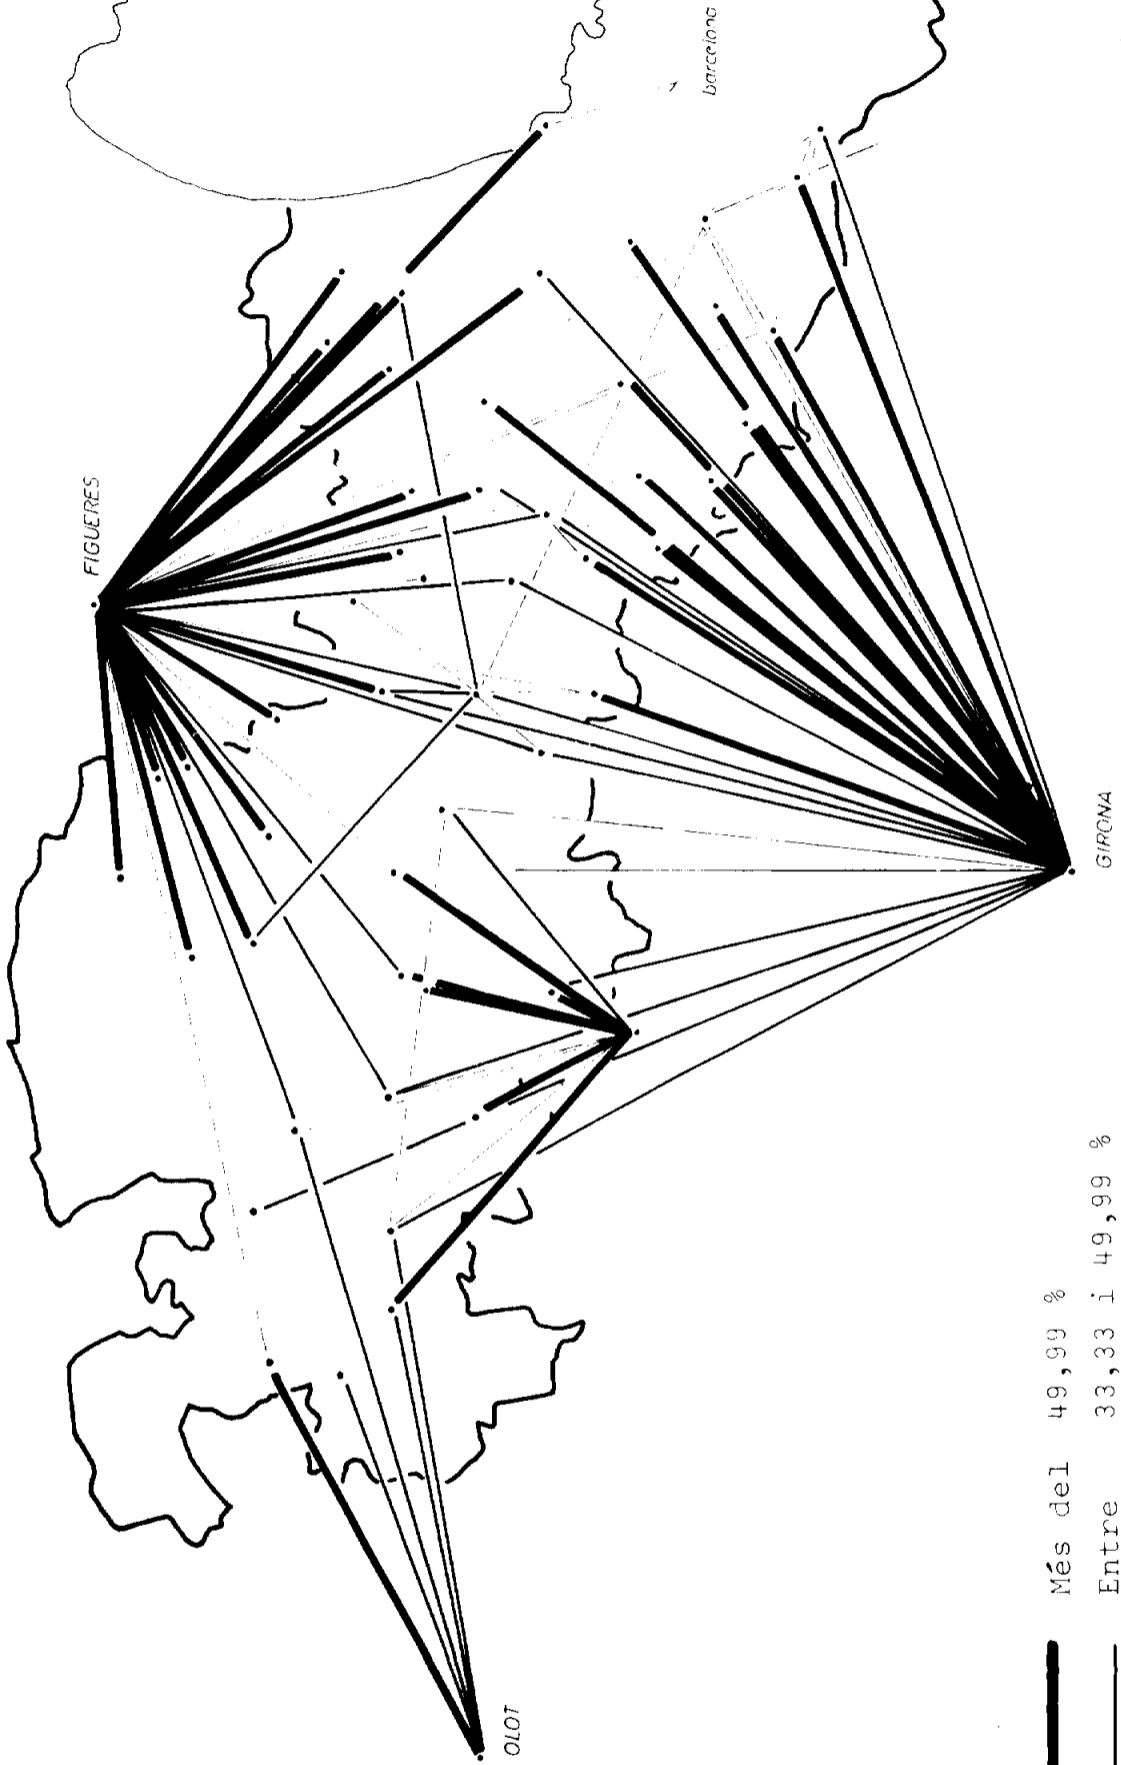 FIGUERES
barcelona
GIRONA
OLOT
Més del 49,99 %
Entre 33,33 i 49,99 %